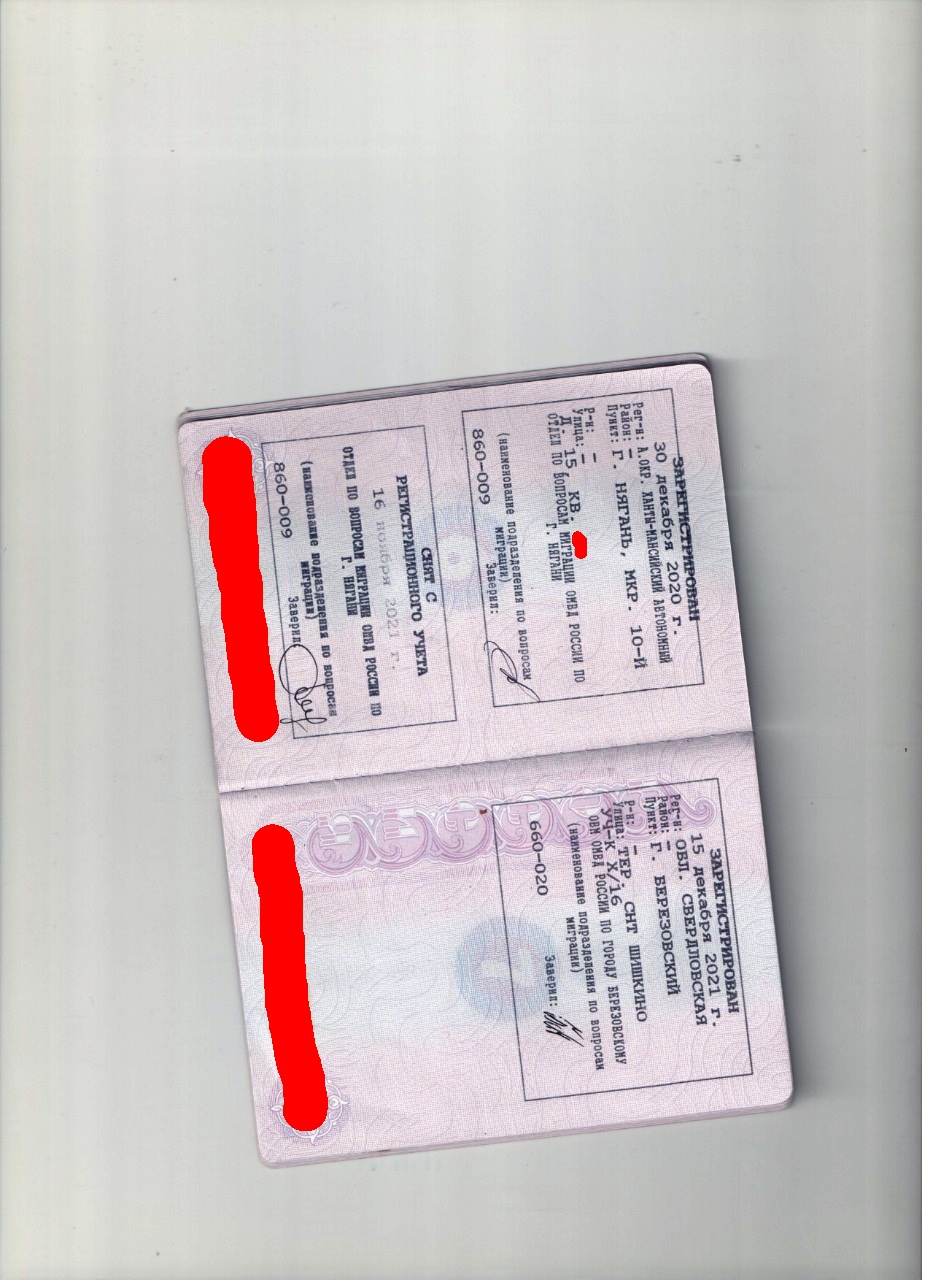 ЗАРЕГИСТРИРОВАН
30 декабря 2020 г.
Рег-н: А.ОКР. ХАНТЫ-МАНСИЙСКИЙ АВТОНОМНЫЙ
Район: –
Пункт: Г. НЯГАНЬ, МКР. 10-Й
Р-н: –
Улица: –
Д. 15 КВ.
ОТДЕЛ ПО ВОПРОСАМ МИГРАЦИИ ОМВД РОССИИ ПО
Г. НЯГАНИ
(наименование подразделения по вопросам
миграции)
860-009 Заверил:
СНЯТ С
РЕГИСТРАЦИОННОГО УЧЕТА
16 ноября 2021 г.
ОТДЕЛ ПО ВОПРОСАМ МИГРАЦИИ ОМВД РОССИИ ПО
Г. НЯГАНИ
(наименование подразделения по вопросам
миграции)
860-009 Заверил:
ЗАРЕГИСТРИРОВАН
15 декабря 2021 г.
Рег-н: ОБЛ. СВЕРДЛОВСКАЯ
Район: –
Пункт: Г. БЕРЕЗОВСКИЙ
Р-н: –
Улица: ТЕР. СНТ ШИШКИНО
УЧ-К Х/16
ОВМ ОМВД РОССИИ ПО ГОРОДУ БЕРЕЗОВСКОМУ
(наименование подразделения по вопросам
миграции)
660-020 Заверил: